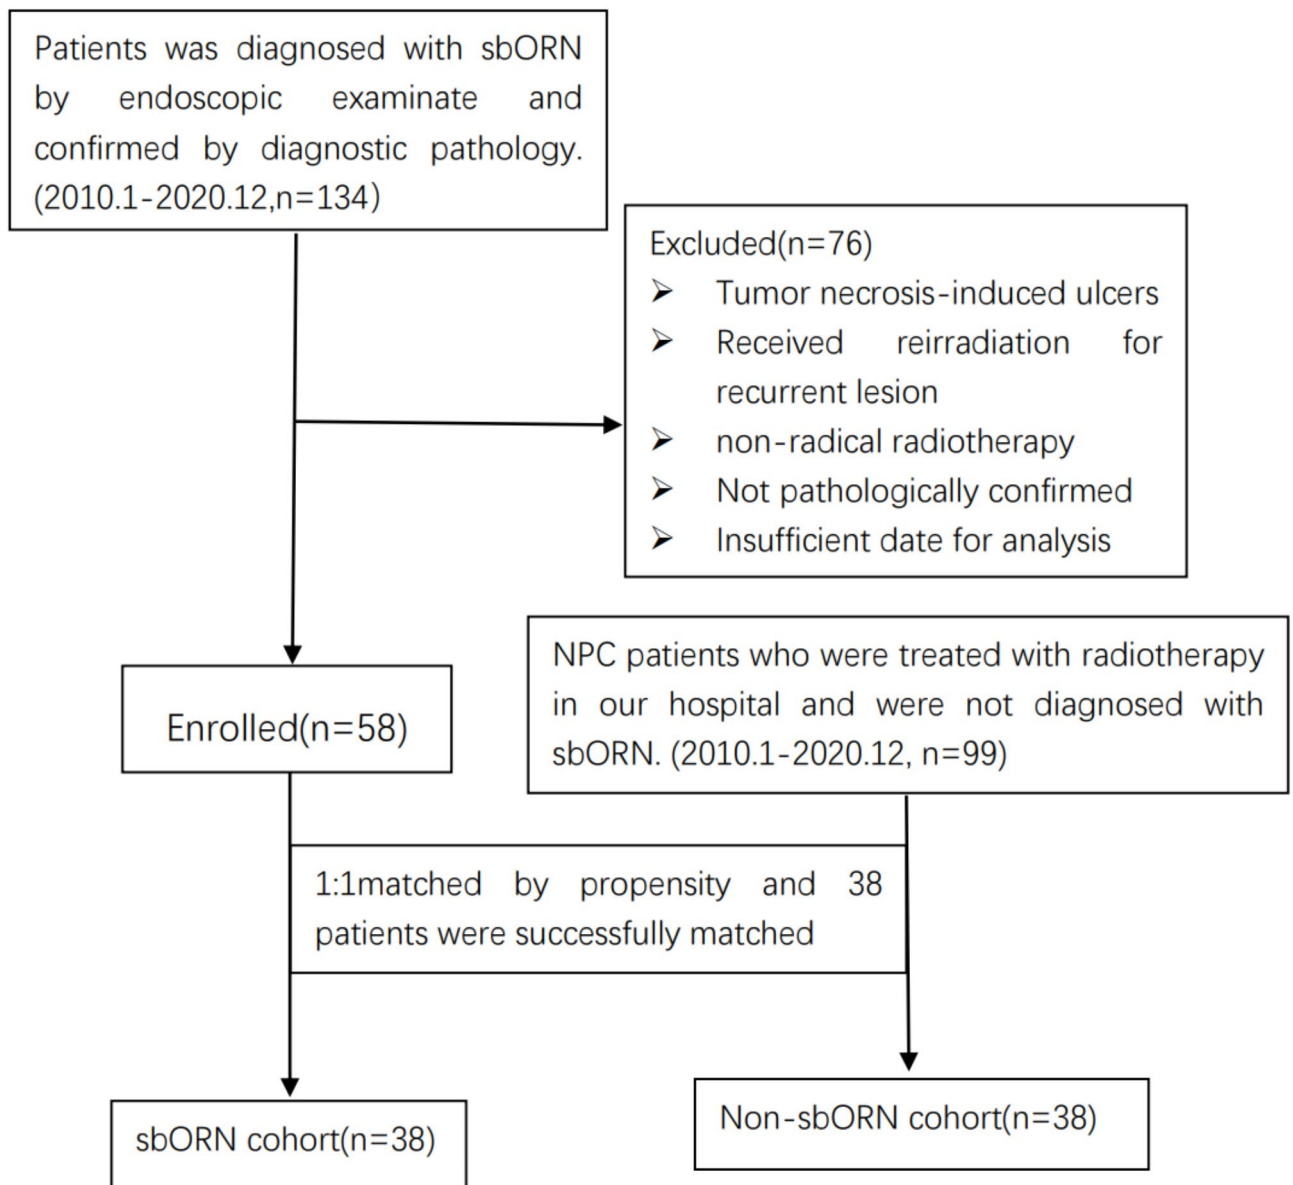 Patients was diagnosed with sbORN
by endoscopic examinate and
confirmed by diagnostic pathology.
(2010.1-2020.12,n=134)
Excluded(n=76)
➢ Tumor necrosis-induced ulcers
➢ Received reirradiation for
recurrent lesion
➢ non-radical radiotherapy
➢ Not pathologically confirmed
➢ Insufficient date for analysis
NPC patients who were treated with radiotherapy
in our hospital and were not diagnosed with
sbORN. (2010.1-2020.12, n=99)
Enrolled(n=58)
1:1matched by propensity and 38
patients were successfully matched
sbORN cohort(n=38)
Non-sbORN cohort(n=38)